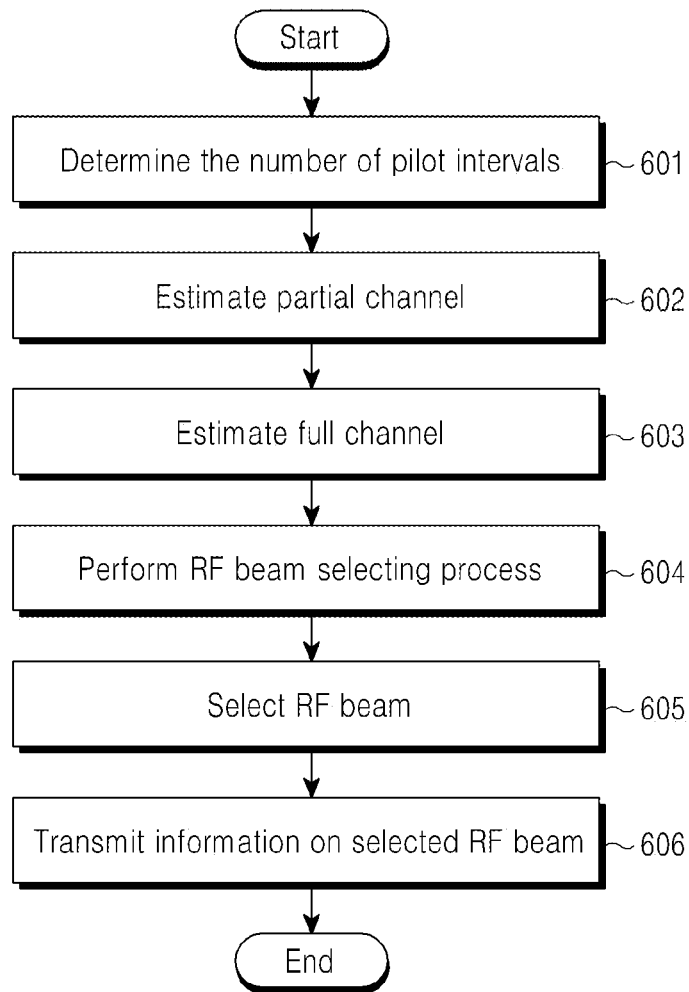 Start
Determine the number of pilot intervals
601
Estimate partial channel
602
Estimate full channel
603
Perform RF beam selecting process
604
Select RF beam
605
Transmit information on selected RF beam
606
End